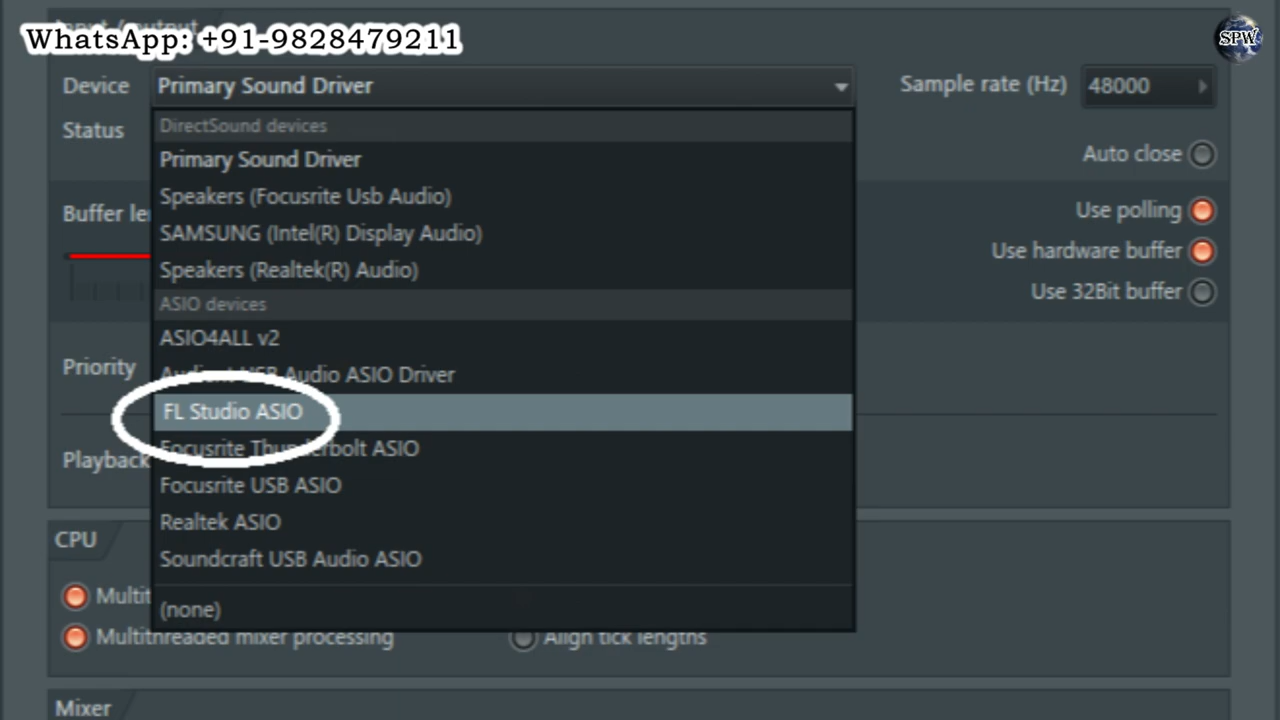 Input / output
WhatsApp: +91-9828479211
SPW
Device Primary Sound Driver Sample rate (Hz) 48000
Status DirectSound devices
Primary Sound Driver Auto close
Speakers (Focusrite Usb Audio) Use polling
Buffer le
SAMSUNG (Intel(R) Display Audio) Use hardware buffer
Speakers (Realtek(R) Audio) Use 32Bit buffer
ASIO devices
ASIO4ALL v2
Priority USB Audio ASIO Driver
FL Studio ASIO
Playback Focusrite Thunderbolt ASIO
Focusrite USB ASIO
Realtek ASIO
CPU
Soundcraft USB Audio ASIO
Multit
(none)
Multithreaded mixer processing Align tick lengths
Mixer